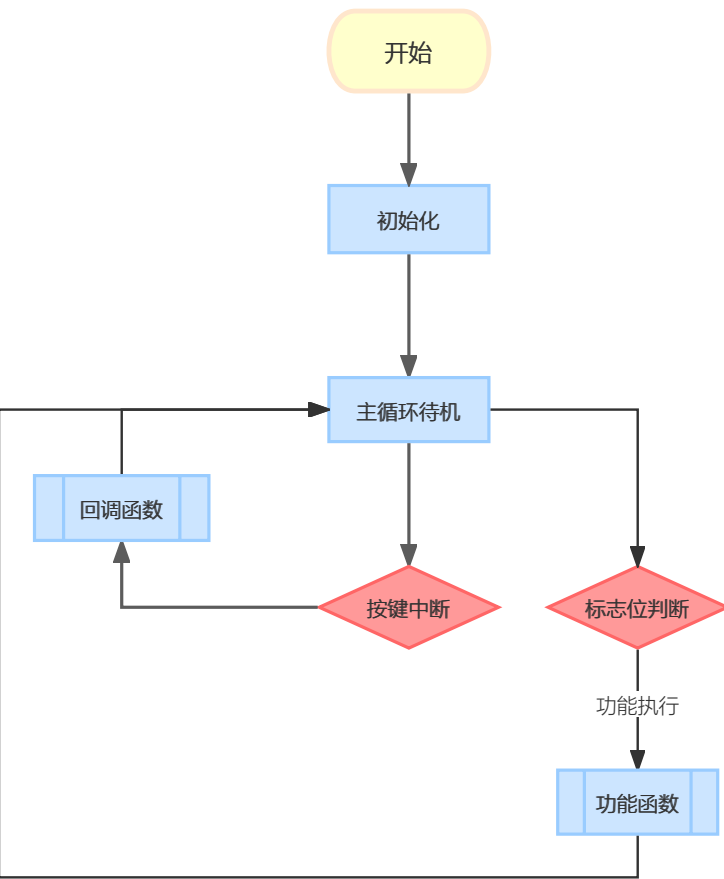 开始
初始化
主循环待机
回调函数
按键中断
标志位判断
功能执行
功能函数